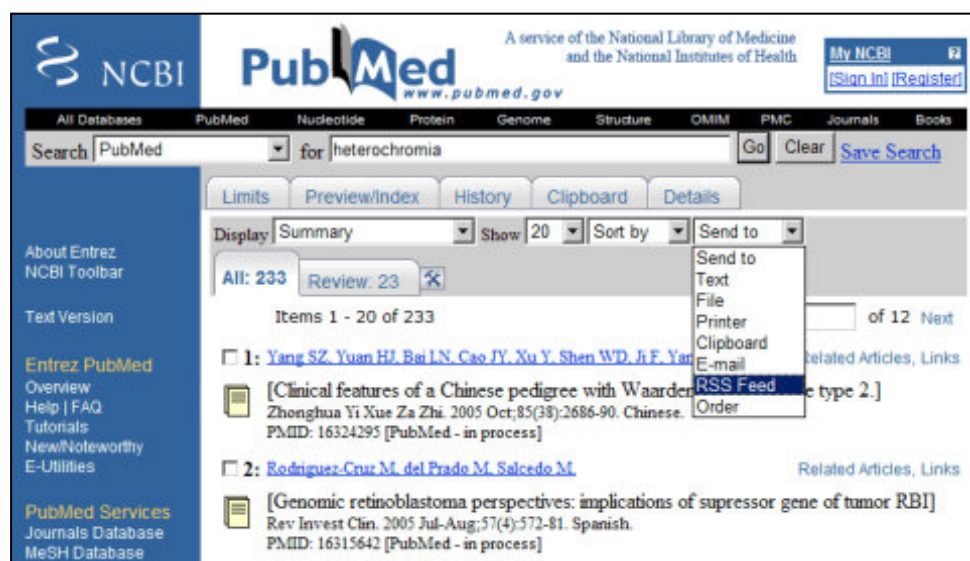 NCBI
PubMed
www.pubmed.gov
A service of the National Library of Medicine
and the National Institutes of Health
My NCBI ?
[Sign In] [Register]
All Databases PubMed Nucleotide Protein Genome Structure OMIM PMC Journals Books
Search PubMed for heterochromia Go Clear Save Search
Limits Preview/Index History Clipboard Details
Display Summary Show 20 Sort by Send to
Send to
Text
File
Printer
Clipboard
E-mail
RSS Feed
Order
About Entrez
NCBI Toolbar
Text Version
Entrez PubMed
Overview
Help | FAQ
Tutorials
New/Noteworthy
E-Utilities
PubMed Services
Journals Database
MeSH Database
All: 233 Review: 23
Items 1 - 20 of 233 of 12 Next
1: Yang SZ, Yuan HJ, Bai LN, Cao JY, Xu Y, Shen WD, Ji F, Related Articles, Links
[Clinical features of a Chinese pedigree with type 2.]
Zhonghua Yi Xue Za Zhi. 2005 Oct;85(38):2686-90. Chinese.
PMID: 16324295 [PubMed - in process]
2: Rodriguez-Cruz M, del Prado M, Salcedo M. Related Articles, Links
[Genomic retinoblastoma perspectives: implications of supressor gene of tumor RBI]
Rev Invest Clin. 2005 Jul-Aug;57(4):572-81. Spanish.
PMID: 16315642 [PubMed - in process]